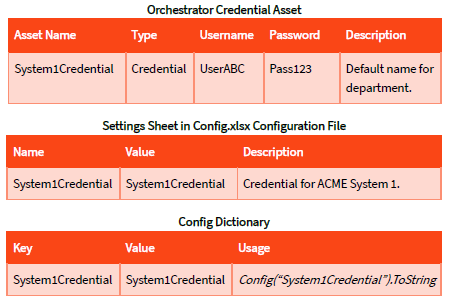 Orchestrator Credential Asset
Asset Name Type Username Password Description
System1Credential Credential UserABC Pass123 Default name for
department.
Settings Sheet in Config.xlsx Configuration File
Name Value Description
System1Credential System1Credential Credential for ACME System 1.
Config Dictionary
Key Value Usage
System1Credential System1Credential Config(“System1Credential”).ToString